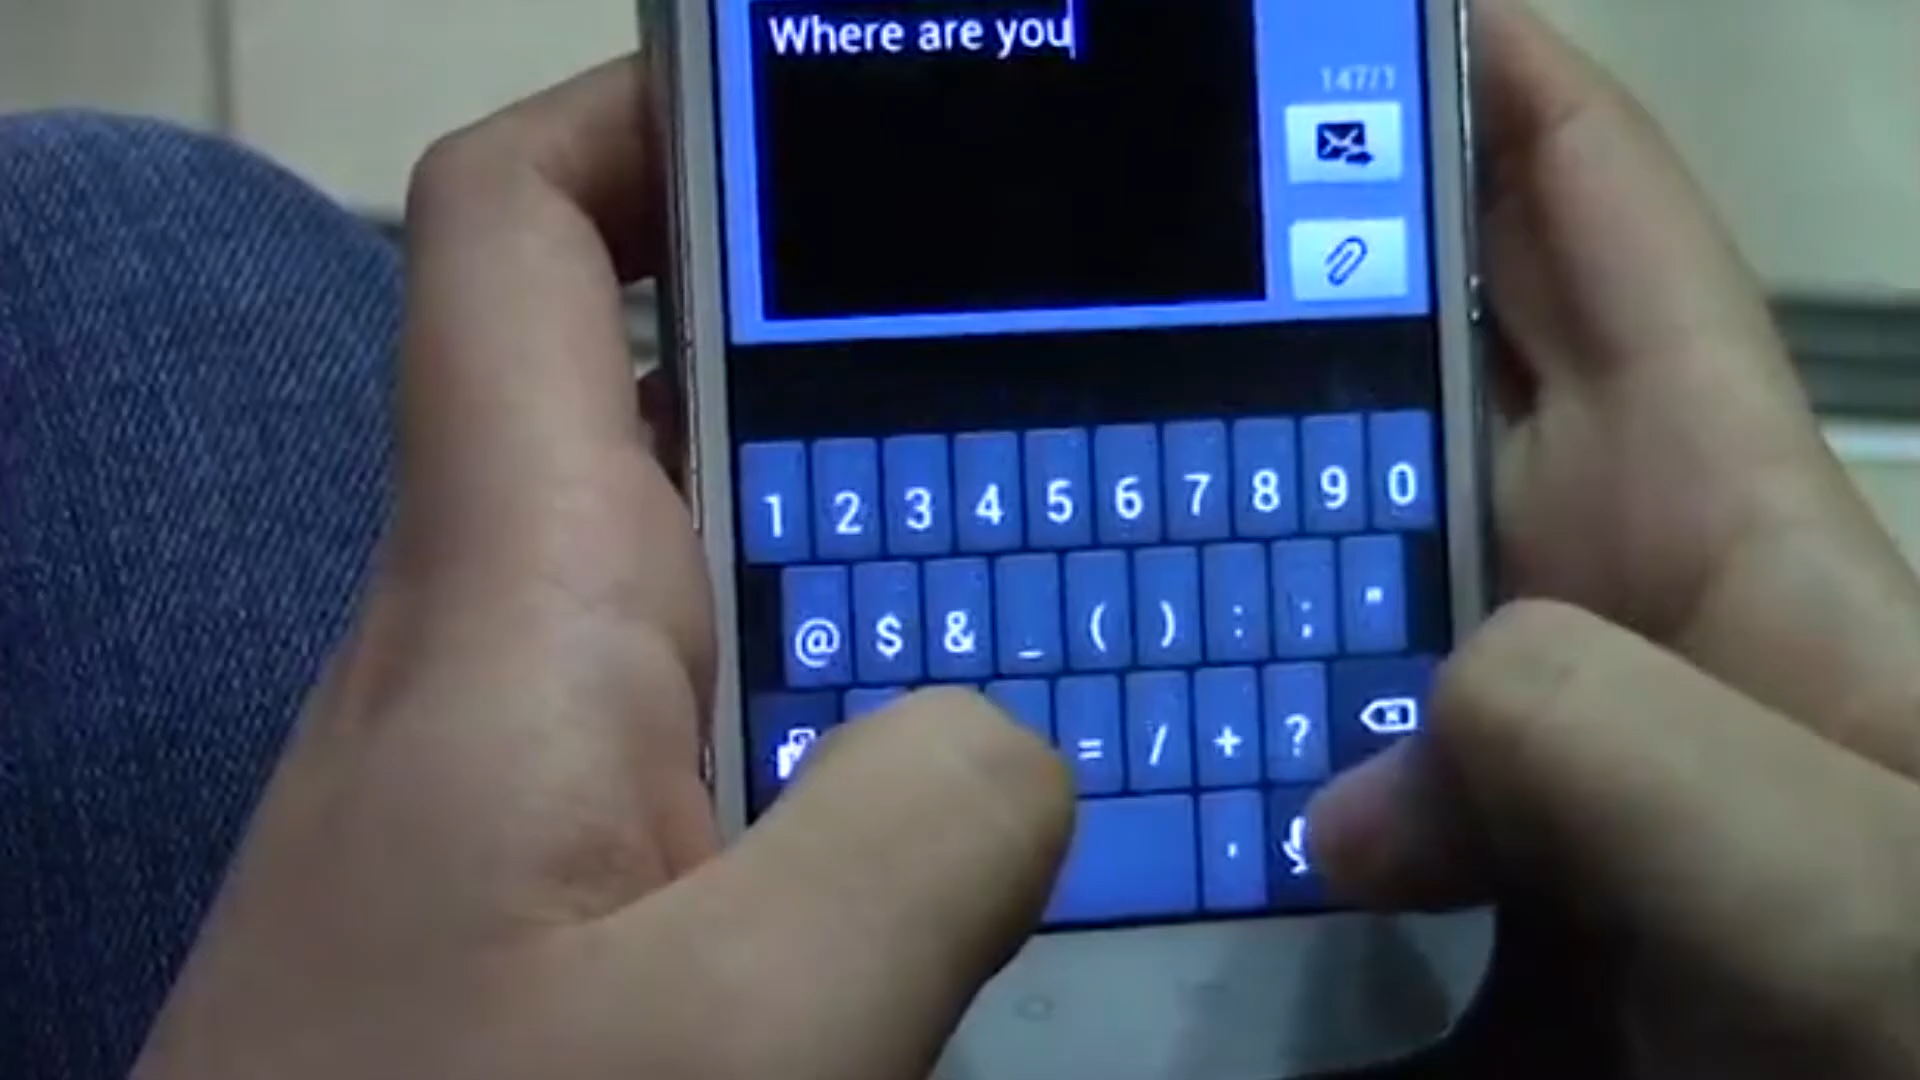 Where are you
147/1
1 2 3 4 5 6 7 8 9 0
@ $ & _ ( ) : ; "
= / + ?
,